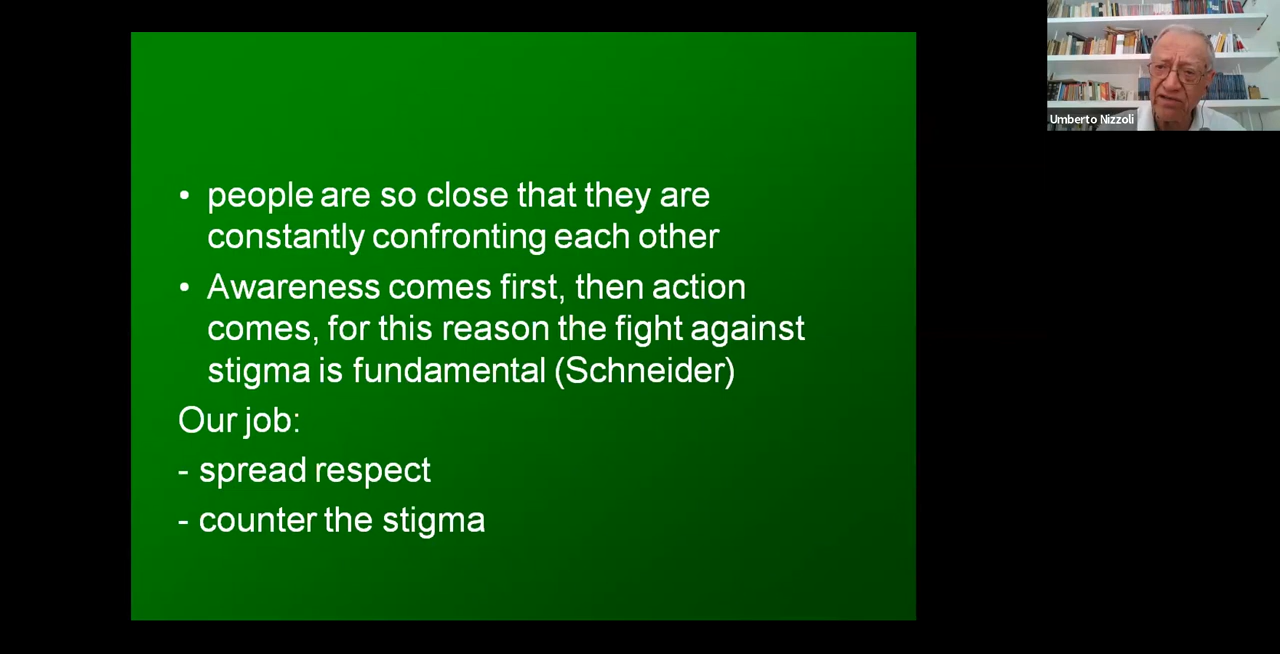 • people are so close that they are
constantly confronting each other
• Awareness comes first, then action
comes, for this reason the fight against
stigma is fundamental (Schneider)
Our job:
- spread respect
- counter the stigma
Umberto Nizzoli